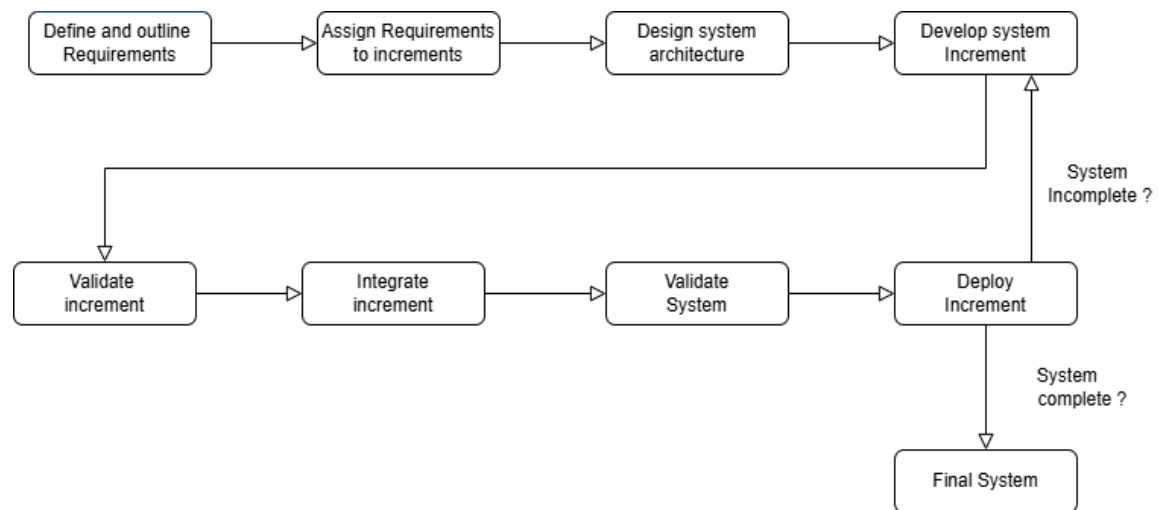 Define and outline
Requirements
Assign Requirements
to increments
Design system
architecture
Develop system
Increment
System
Incomplete ?
Validate
increment
Integrate
increment
Validate
System
Deploy
Increment
System
complete ?
Final System